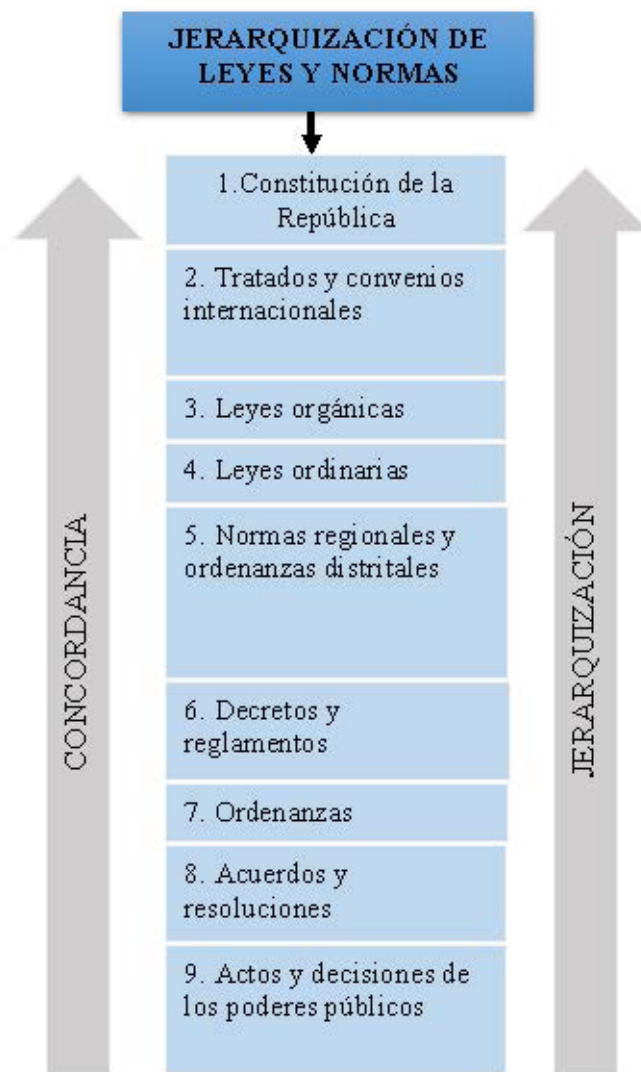 JERARQUIZACIÓN DE
LEYES Y NORMAS
1.Constitución de la
República
2. Tratados y convenios
internacionales
3. Leyes orgánicas
4. Leyes ordinarias
5. Normas regionales y
ordenanzas distritales
6. Decretos y
reglamentos
7. Ordenanzas
8. Acuerdos y
resoluciones
9. Actos y decisiones de
los poderes públicos
CONCORDANCIA
JERARQUIZACIÓN